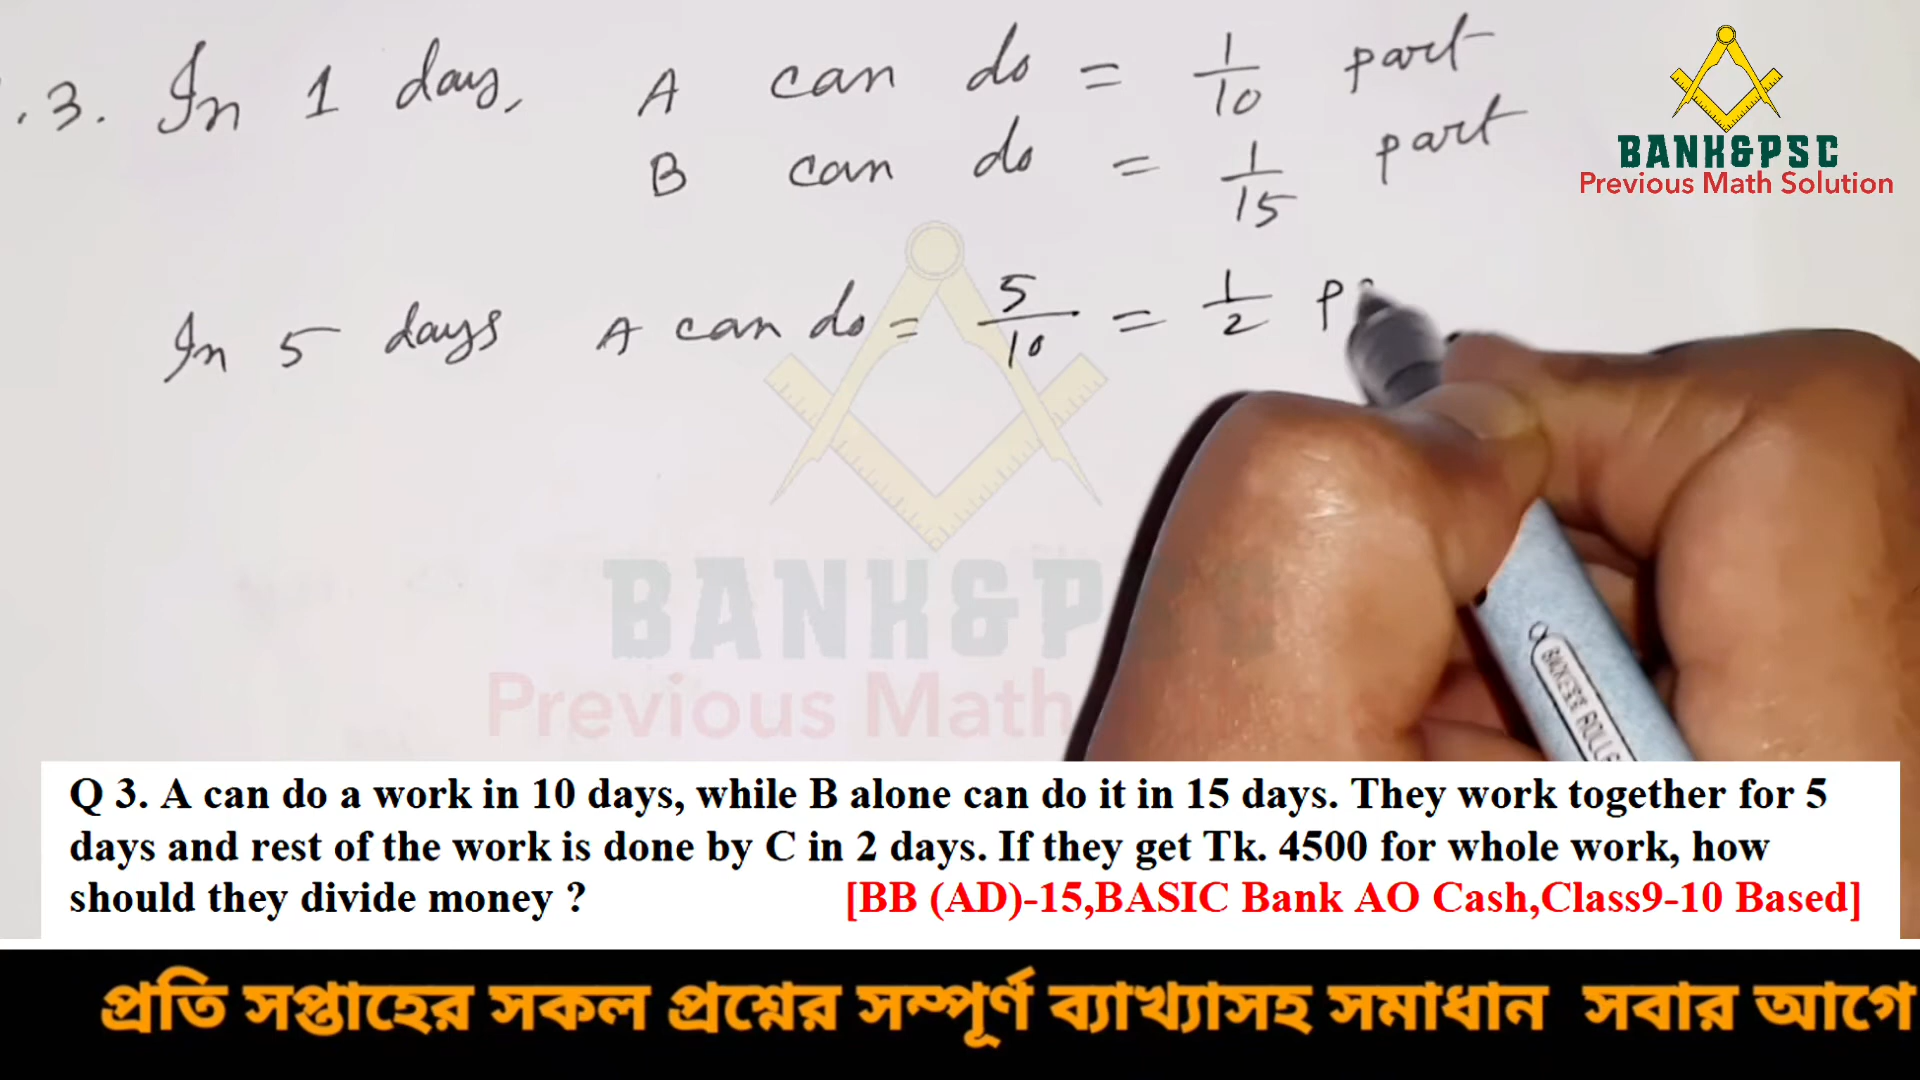 .3. In 1 day, A can do = 1/10 part
B can do = 1/15 part
In 5 days A can do = 5/10 = 1/2 p
BANK&PSC
Previous Math Solution
BANK&PSC
Previous Math
Q 3. A can do a work in 10 days, while B alone can do it in 15 days. They work together for 5
days and rest of the work is done by C in 2 days. If they get Tk. 4500 for whole work, how
should they divide money ?
[BB (AD)-15,BASIC Bank AO Cash,Class9-10 Based]
প্রতি সপ্তাহের সকল প্রশ্নের সম্পূর্ণ ব্যাখ্যাসহ সমাধান সবার আগে